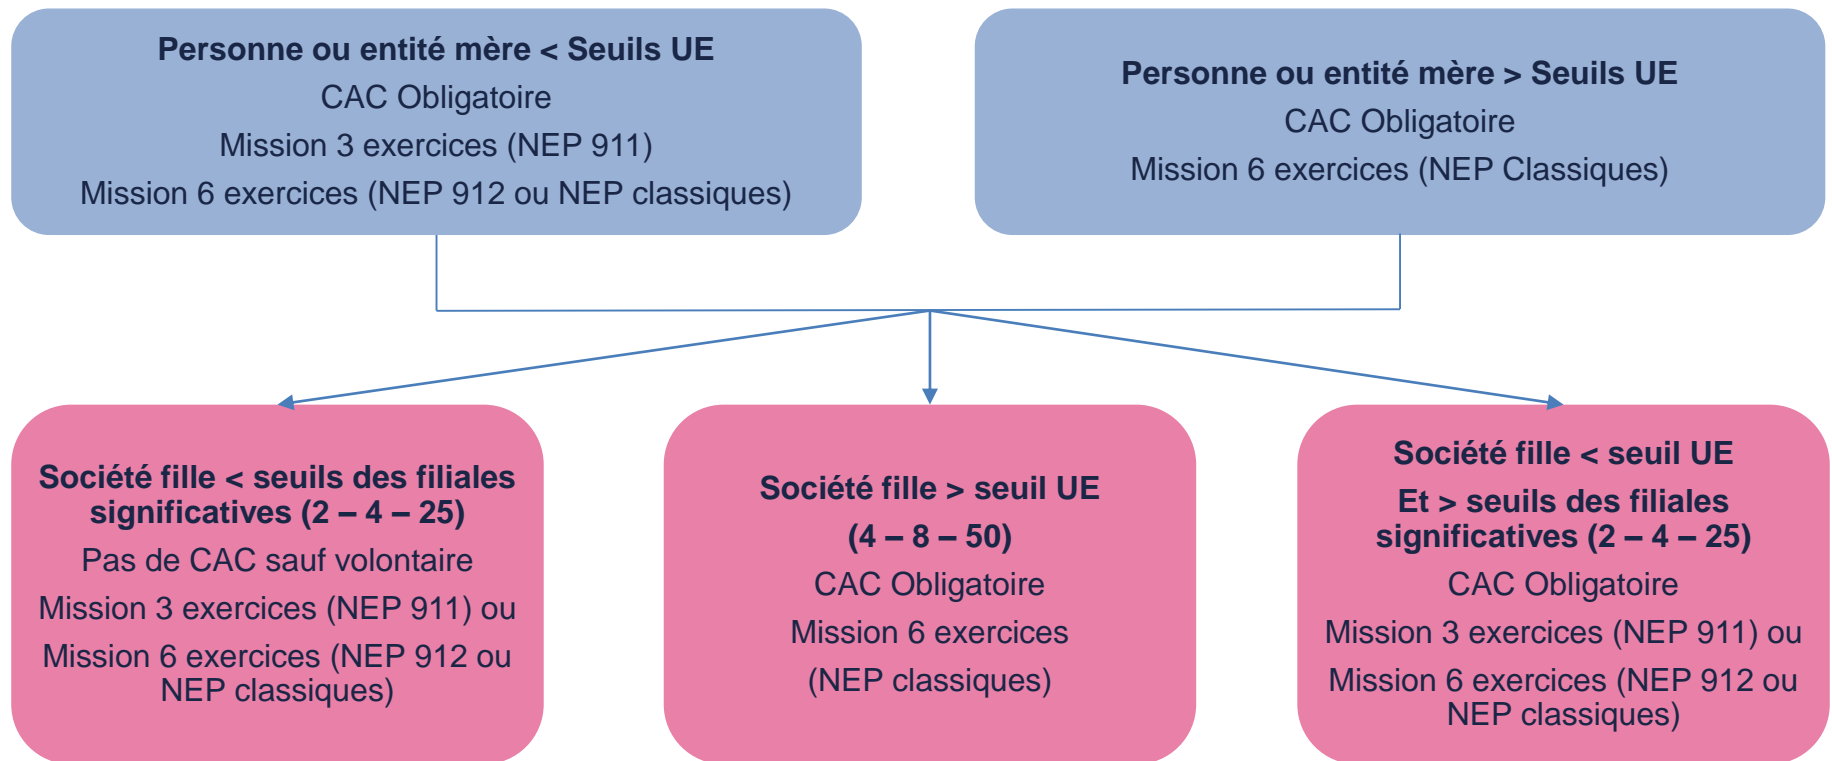 Personne ou entité mère < Seuils UE
CAC Obligatoire
Mission 3 exercices (NEP 911)
Mission 6 exercices (NEP 912 ou NEP classiques)
Personne ou entité mère > Seuils UE
CAC Obligatoire
Mission 6 exercices (NEP Classiques)
Société fille < seuils des filiales
significatives (2 – 4 – 25)
Pas de CAC sauf volontaire
Mission 3 exercices (NEP 911) ou
Mission 6 exercices (NEP 912 ou
NEP classiques)
Société fille > seuil UE
(4 – 8 – 50)
CAC Obligatoire
Mission 6 exercices
(NEP classiques)
Société fille < seuil UE
Et > seuils des filiales
significatives (2 – 4 – 25)
CAC Obligatoire
Mission 3 exercices (NEP 911) ou
Mission 6 exercices (NEP 912 ou
NEP classiques)